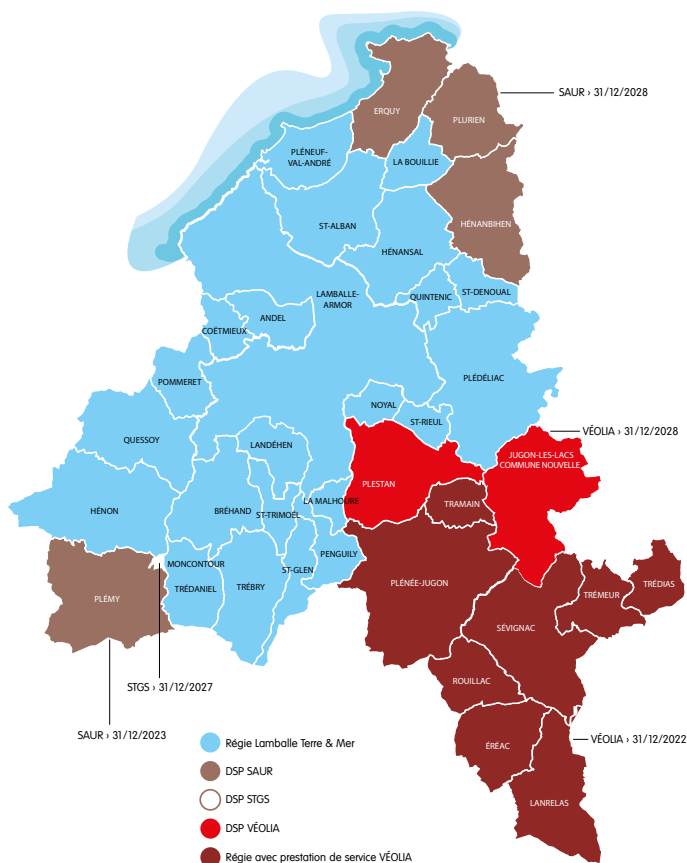 SAUR › 31/12/2028
ERQUY
PLURIEN
PLÉNEUF-
VAL-ANDRÉ
LA BOUILLIE
HÉNANBIHEN
ST-ALBAN
HÉNANSAL
LAMBALLE-
ARMOR
QUINTENIC
ST-DENOUAL
ANDEL
COËTMIEUX
POMMERET
PLÉDÉLIAC
NOYAL
ST-RIEUL
VÉOLIA › 31/12/2028
QUESSOY
LANDÉHEN
JUGON-LES-LACS
COMMUNE NOUVELLE
PLESTAN
LA MALHOURE
TRAMAIN
HÉNON
BRÉHAND
ST-TRIMOËL
PENGUILY
MONCONTOUR
ST-GLEN
TRÉDANIEL
TRÉBRY
PLÉNÉE-JUGON
TRÉMEUR
TRÉDIAS
PLÉMY
SÉVIGNAC
ROUILLAC
STGS › 31/12/2027
SAUR › 31/12/2023
VÉOLIA › 31/12/2022
ÉRÉAC
LANRELAS
Régie Lamballe Terre & Mer
DSP SAUR
DSP STGS
DSP VÉOLIA
Régie avec prestation de service VÉOLIA